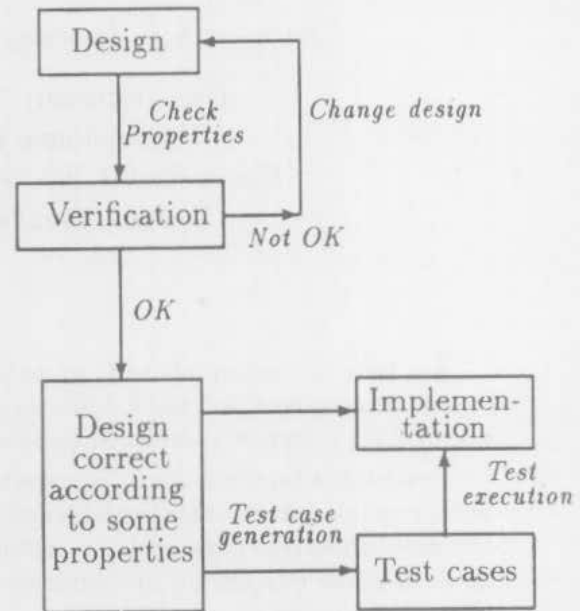 Design
Check
Properties
Change design
Verification
Not OK
OK
Design
correct
according
to some
properties
Implemen-
tation
Test
execution
Test case
generation
Test cases